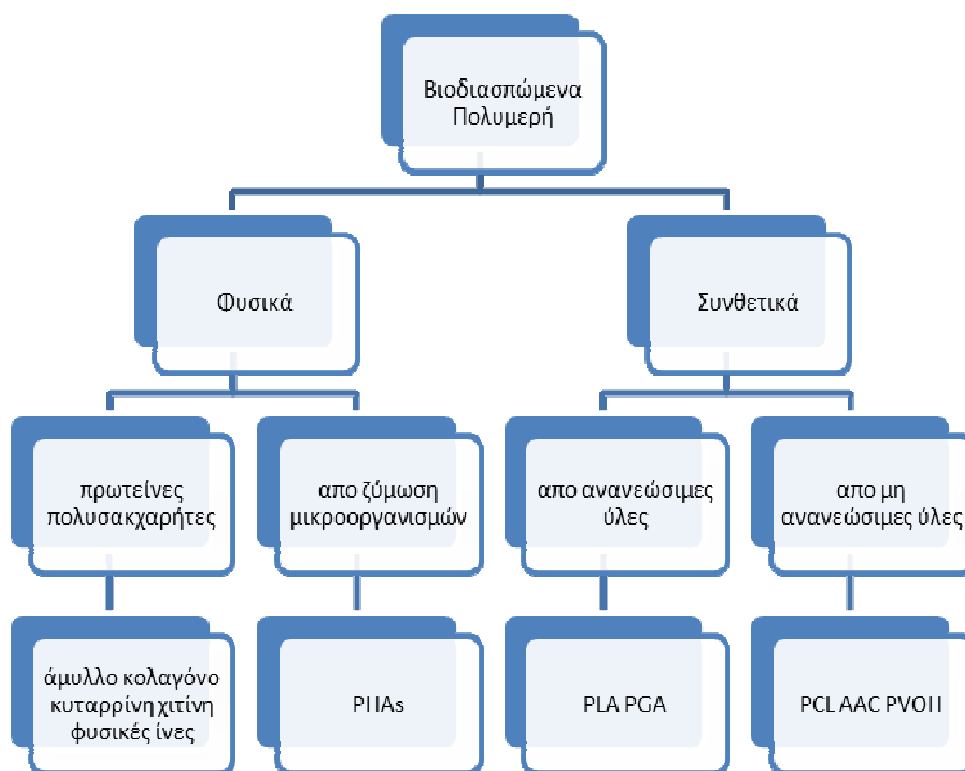 Βιοδιασπώμενα
Πολυμερή
Φυσικά
Συνθετικά
πρωτείνες
πολυσακχαρήτες
απο ζύμωση
μικροοργανισμών
απο ανανεώσιμες
ύλες
απο μη
ανανεώσιμες ύλες
άμυλλο κολαγόνο
κυταρρίνη χιτίνη
φυσικές ίνες
PHAs
PLA PGA
PCL AAC PVOH